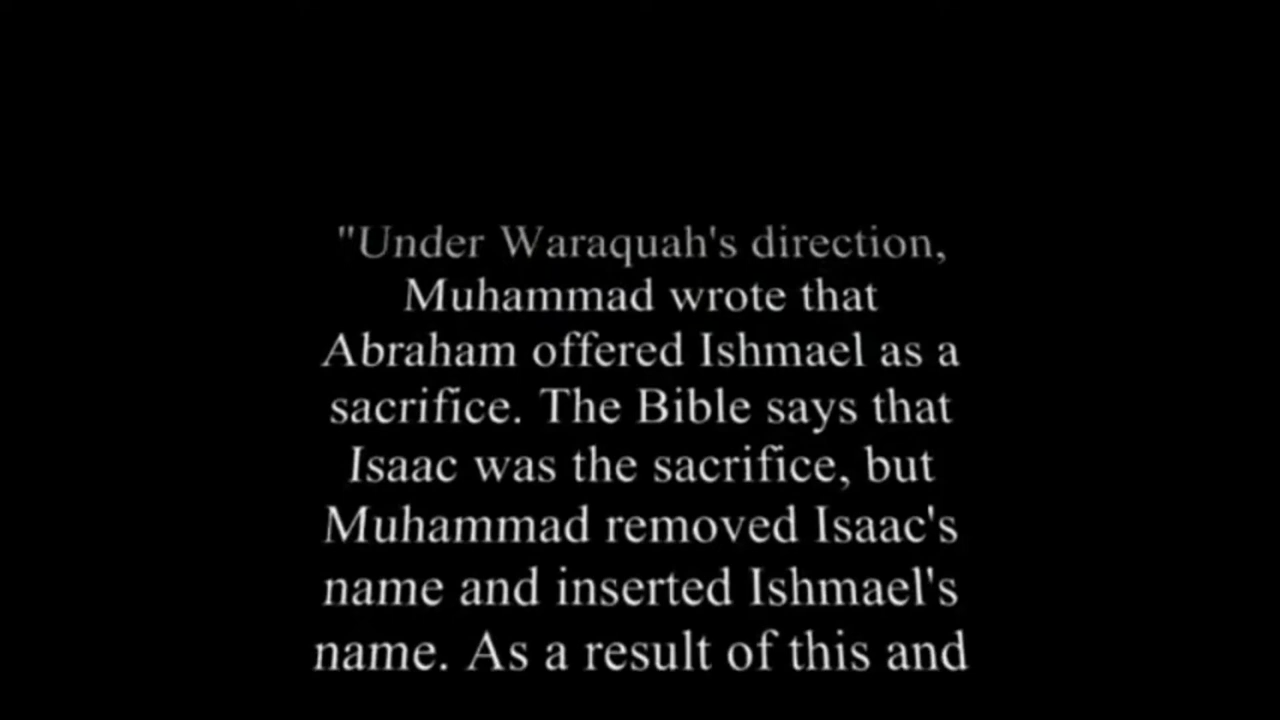 "Under Waraquah's direction,
Muhammad wrote that
Abraham offered Ishmael as a
sacrifice. The Bible says that
Isaac was the sacrifice, but
Muhammad removed Isaac's
name and inserted Ishmael's
name. As a result of this and